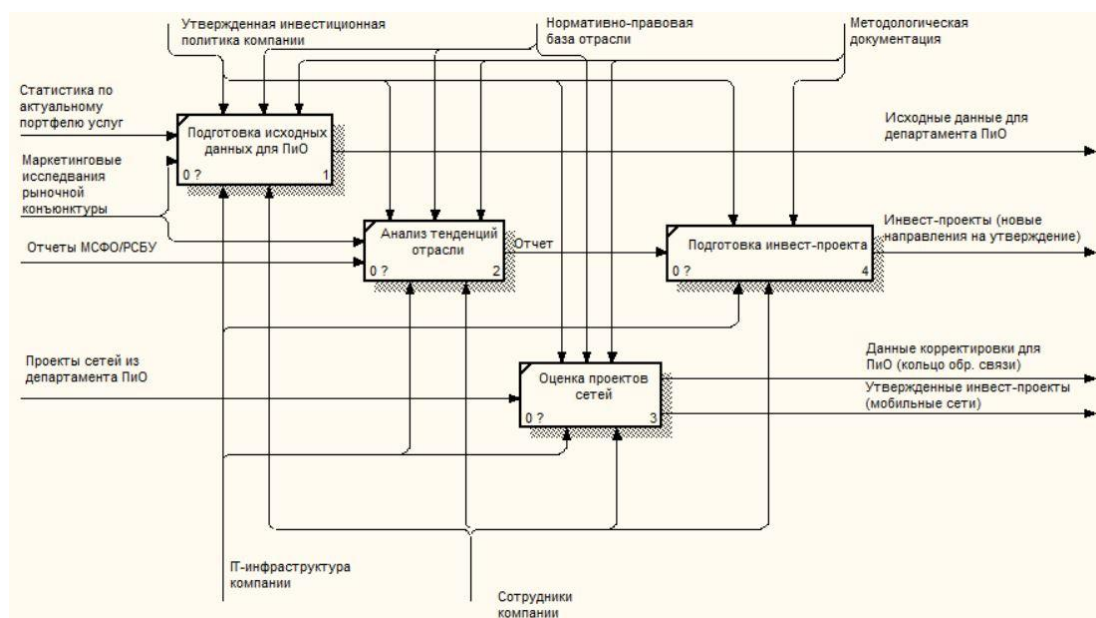 Утвержденная инвестиционная
политика компании
Нормативно-правовая
база отрасли
Методологическая
документация
Статистика по
актуальному
портфелю услуг
Подготовка исходных
данных для ПиО
0 ?
1
Исходные данные для
департамента ПиО
Маркетинговые
исследвания
рыночной
конъюнктуры
Отчеты МСФО/РСБУ
Анализ тенденций
отрасли
0 ?
2
Отчет
Подготовка инвест-проекта
0 ?
4
Инвест-проекты (новые
направления на утверждение)
Проекты сетей из
департамента ПиО
Оценка проектов
сетей
0 ?
3
Данные корректировки для
ПиО (кольцо обр. связи)
Утвержденные инвест-проекты
(мобильные сети)
IT-инфраструктура
компании
Сотрудники
компании